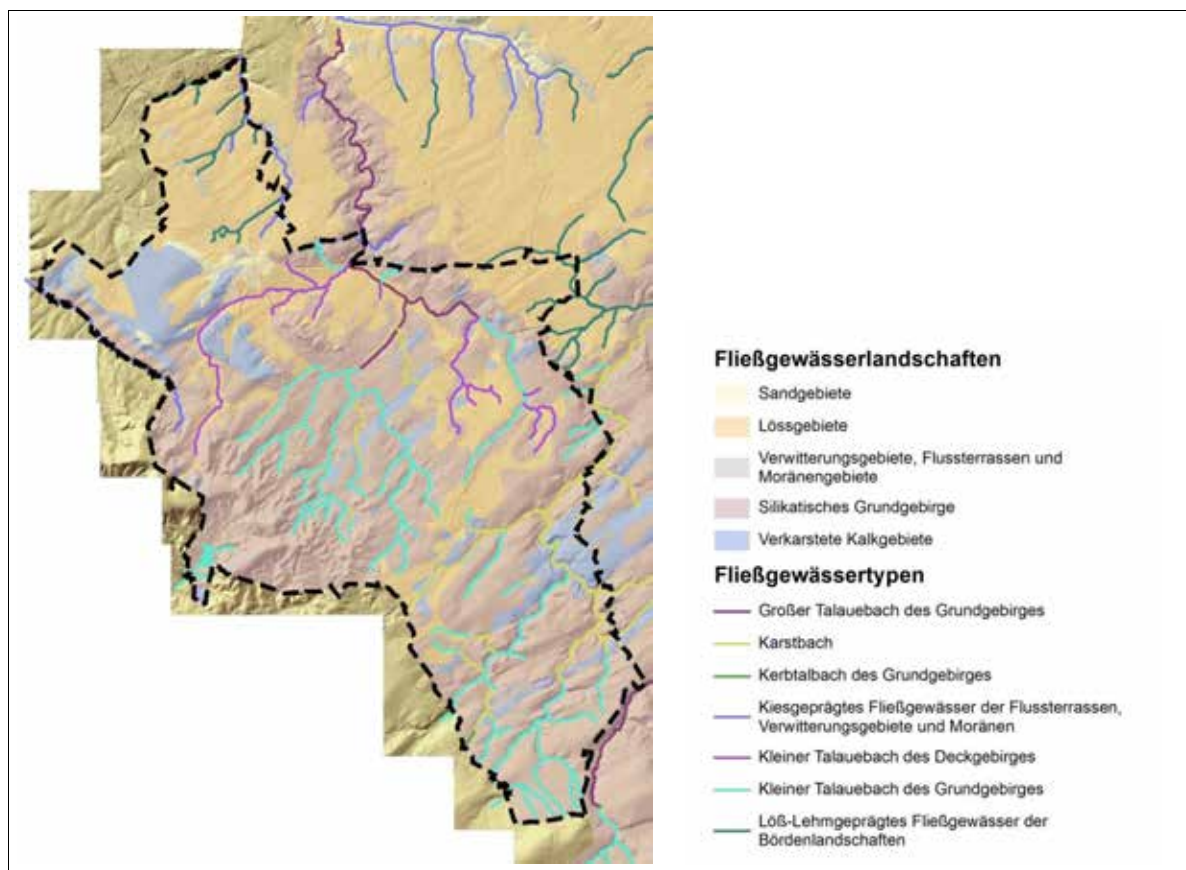 Fließgewässerlandschaften
Sandgebiete
Lössgebiete
Verwitterungsgebiete, Flussterrassen und
Moränengebiete
Silikatisches Grundgebirge
Verkarstete Kalkgebiete
Fließgewässertypen
Großer Talauebach des Grundgebirges
Karstbach
Kerbtalbach des Grundgebirges
Kiesgeprägtes Fließgewässer der Flussterrassen,
Verwitterungsgebiete und Moränen
Kleiner Talauebach des Deckgebirges
Kleiner Talauebach des Grundgebirges
Löß-Lehmgeprägtes Fließgewässer der
Bördenlandschaften